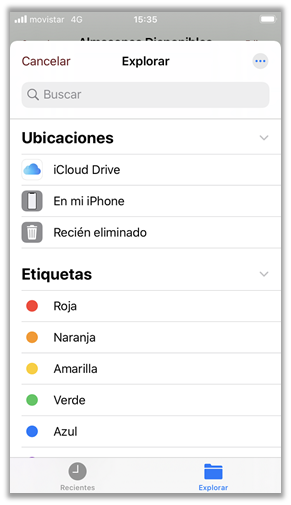 movistar 4G 15:35
Almacenes Disponibles
Cancelar Explorar
Buscar
Ubicaciones
iCloud Drive
En mi iPhone
Recién eliminado
Etiquetas
Roja
Naranja
Amarilla
Verde
Azul
Recientes Explorar